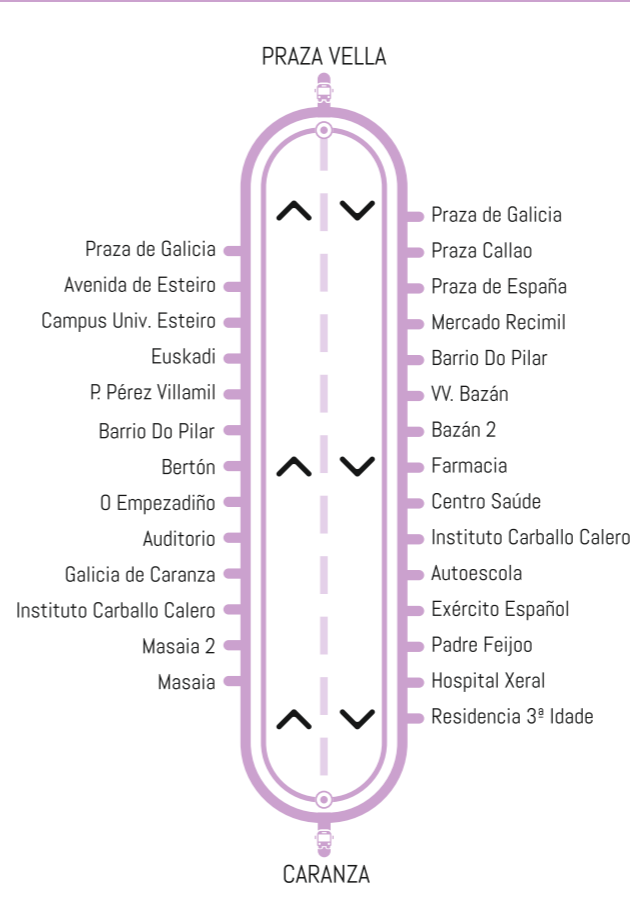 PRAZA VELLA
Praza de Galicia
Avenida de Esteiro
Campus Univ. Esteiro
Euskadi
P. Pérez Villamil
Barrio Do Pilar
Bertón
O Empezadiño
Auditorio
Galicia de Caranza
Instituto Carballo Calero
Masaia 2
Masaia
Praza de Galicia
Praza Callao
Praza de España
Mercado Recimil
Barrio Do Pilar
VV. Bazán
Bazán 2
Farmacia
Centro Saúde
Instituto Carballo Calero
Autoescola
Exército Español
Padre Feijoo
Hospital Xeral
Residencia 3ª Idade
CARANZA